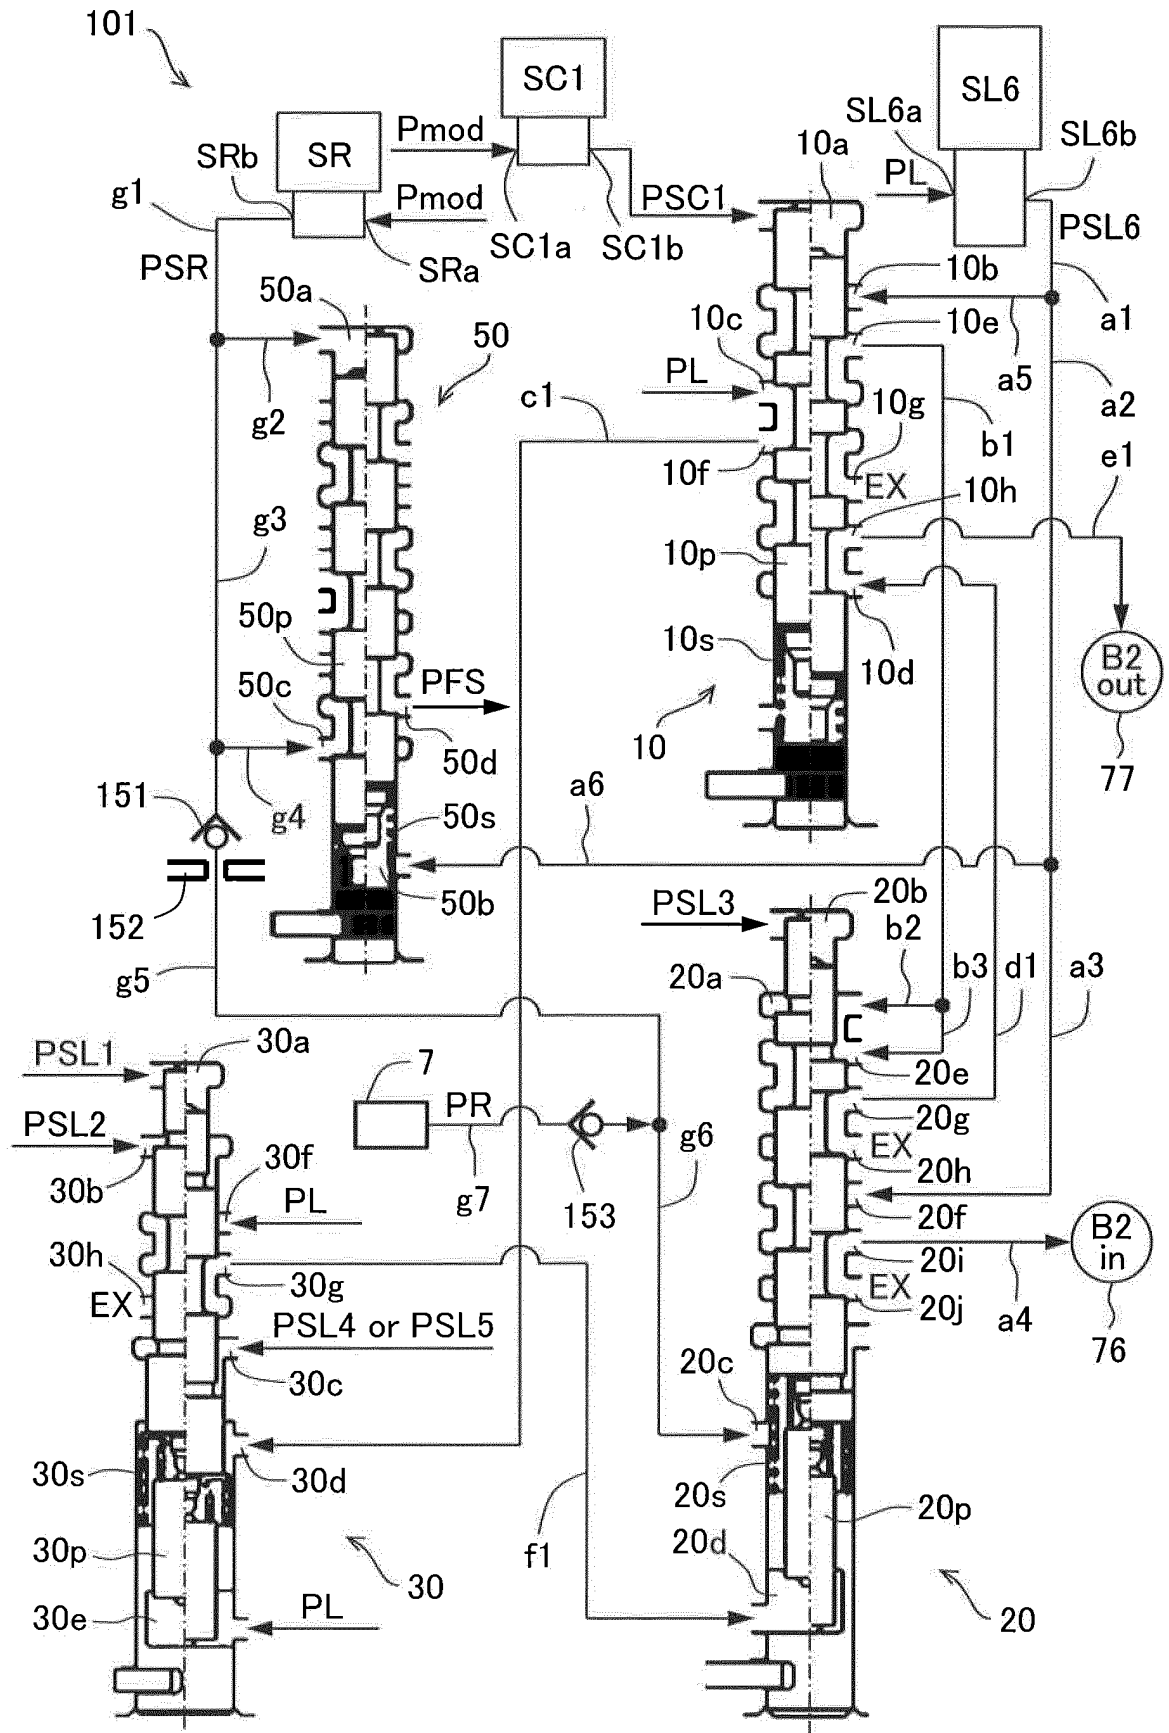 101
SR
SC1
SL6
SRb
Pmod
SL6a
SL6b
10a
PL
g1
Pmod
PSC1
PSR
SRa
SC1a
SC1b
PSL6
50a
10b
10c
10e
a1
50
PL
a5
g2
c1
10g
a2
10f
EX
b1
e1
10h
g3
10p
50p
10s
10d
B2
out
50c
PFS
10
77
50d
151
g4
a6
50s
152
50b
PSL3
20b
b2
g5
20a
b3
d1
a3
PSL1
30a
7
20e
PSL2
PR
20g
30b
30f
g7
153
g6
EX
20h
PL
20f
30h
B2
in
EX
30g
20i
EX
20j
a4
76
PSL4 or PSL5
30c
20c
30s
30d
20s
20p
30p
f1
20d
30
30e
PL
20